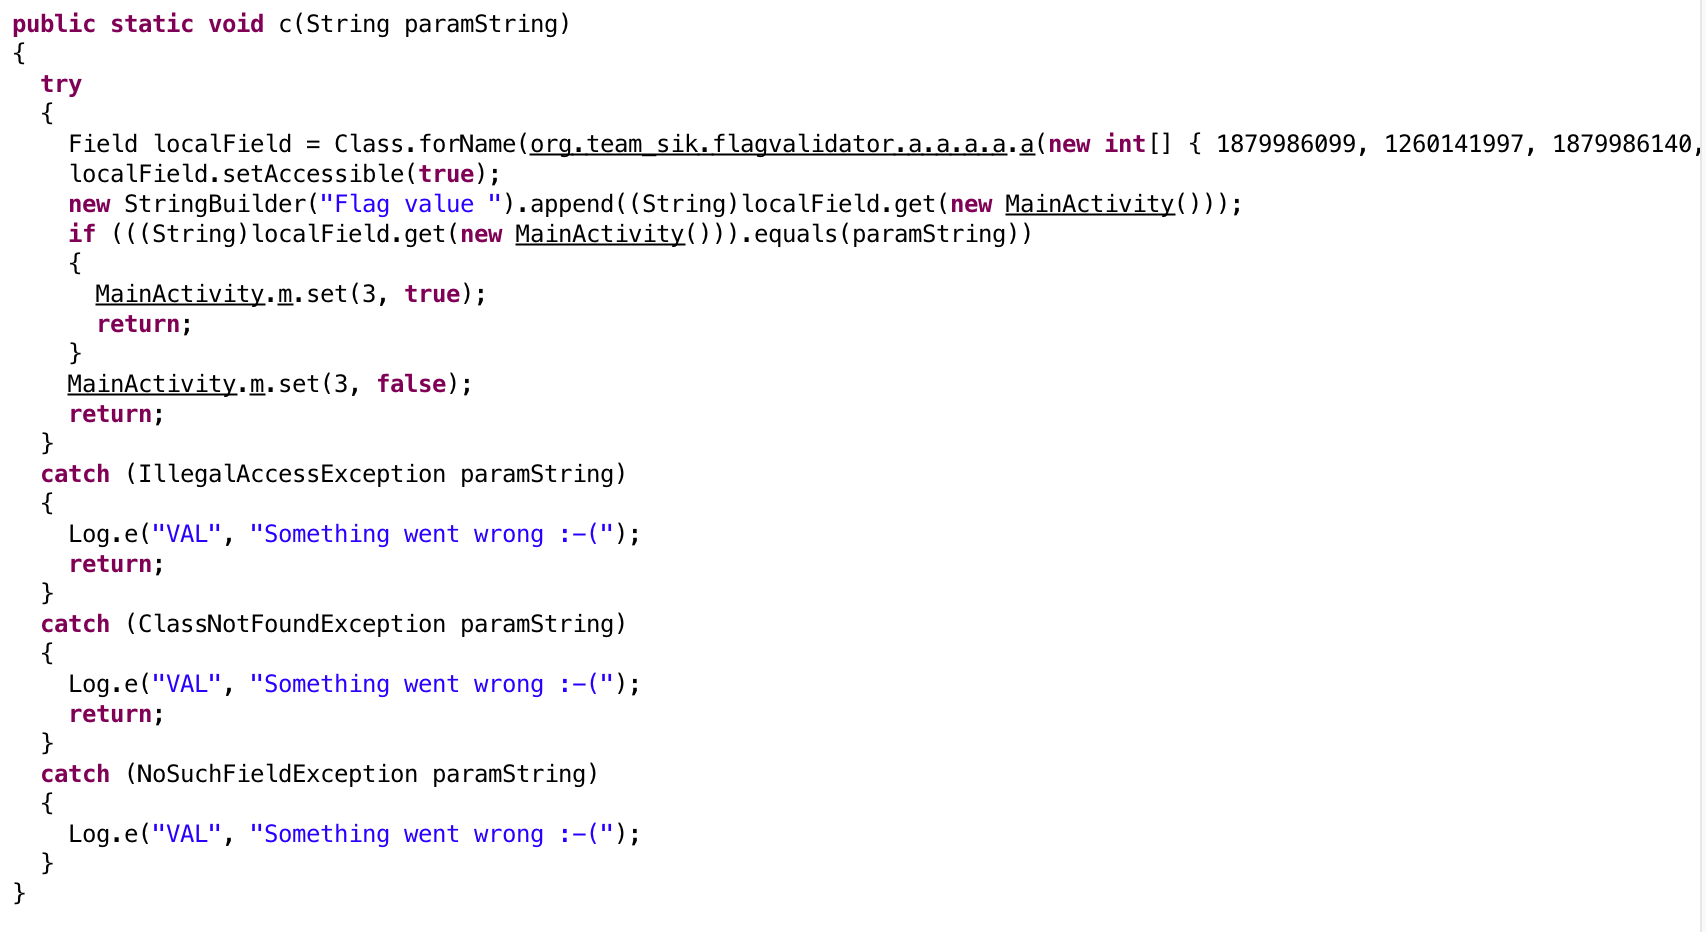 public static void c(String paramString)
{
  try
  {
    Field localField = Class.forName(org.team_sik.flagvalidator.a.a.a.a.a(new int[] { 1879986099, 1260141997, 1879986140,
    localField.setAccessible(true);
    new StringBuilder("Flag value ").append((String)localField.get(new MainActivity()));
    if (((String)localField.get(new MainActivity())).equals(paramString))
    {
      MainActivity.m.set(3, true);
      return;
    }
    MainActivity.m.set(3, false);
    return;
  }
  catch (IllegalAccessException paramString)
  {
    Log.e("VAL", "Something went wrong :-(");
    return;
  }
  catch (ClassNotFoundException paramString)
  {
    Log.e("VAL", "Something went wrong :-(");
    return;
  }
  catch (NoSuchFieldException paramString)
  {
    Log.e("VAL", "Something went wrong :-(");
  }
}